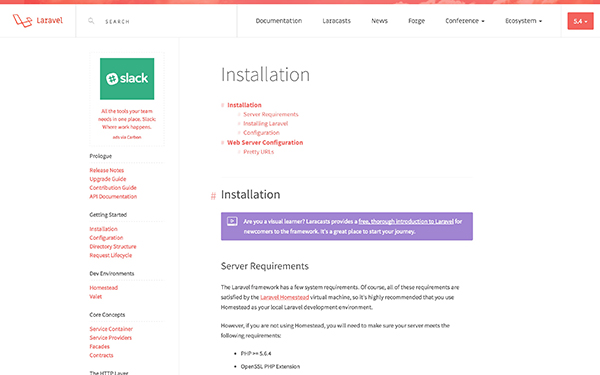 Laravel
SEARCH
Documentation
Laracasts
News
Forge
Conference
Ecosystem
5.4
slack
All the tools your team
needs in one place, Slack:
Where work happens.
ads via Carbon
Prologue
Release Notes
Upgrade Guide
Contribution Guide
API Documentation
Getting Started
Installation
Configuration
Directory Structure
Request Lifecycle
Dev Environments
Homestead
Valet
Core Concepts
Service Container
Service Providers
Facades
Contracts
The HTTP Layer
Installation
# Installation
Server Requirements
Installing Laravel
Configuration
# Web Server Configuration
Pretty URLs
# Installation
Are you a visual learner? Laracasts provides a free, thorough introduction to Laravel for
newcomers to the framework. It's a great place to start your journey.
Server Requirements
The Laravel framework has a few system requirements. Of course, all of these requirements are
satisfied by the Laravel Homestead virtual machine, so it's highly recommended that you use
Homestead as your local Laravel development environment.
However, if you are not using Homestead, you will need to make sure your server meets the
following requirements:
• PHP >= 5.6.4
• OpenSSL PHP Extension